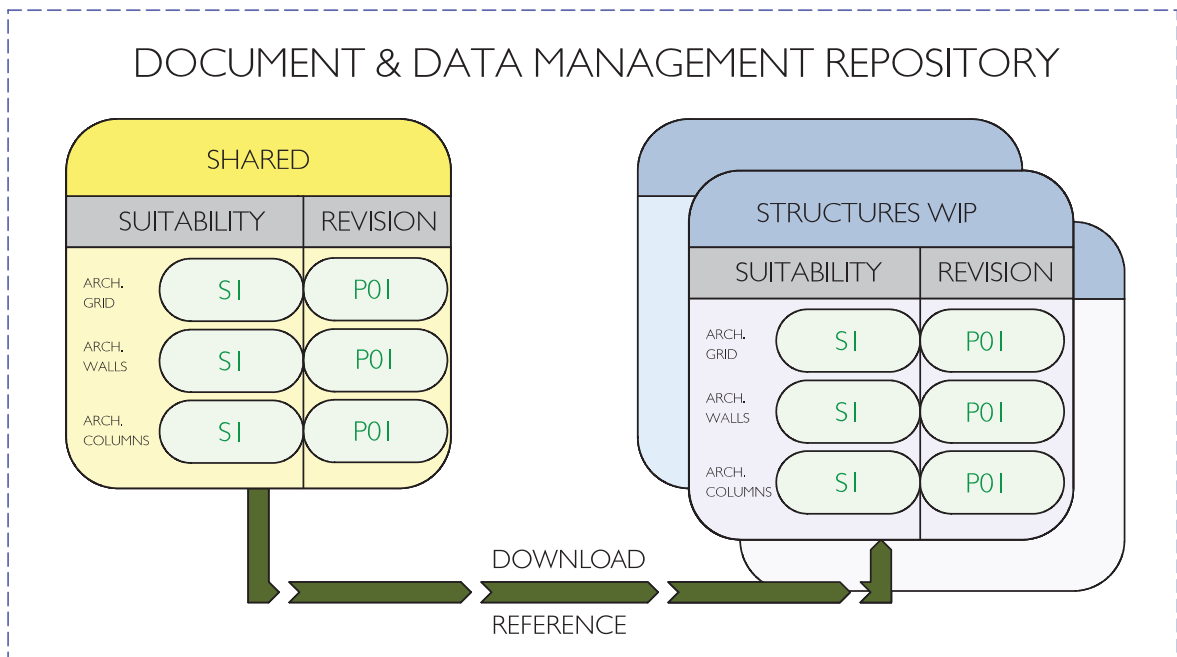 DOCUMENT & DATA MANAGEMENT REPOSITORY
SHARED
SUITABILITY REVISION
ARCH.
GRID
S1 P01
ARCH.
WALLS
S1 P01
ARCH.
COLUMNS
S1 P01
STRUCTURES WIP
SUITABILITY REVISION
ARCH.
GRID
S1 P01
ARCH.
WALLS
S1 P01
ARCH.
COLUMNS
S1 P01
DOWNLOAD
REFERENCE